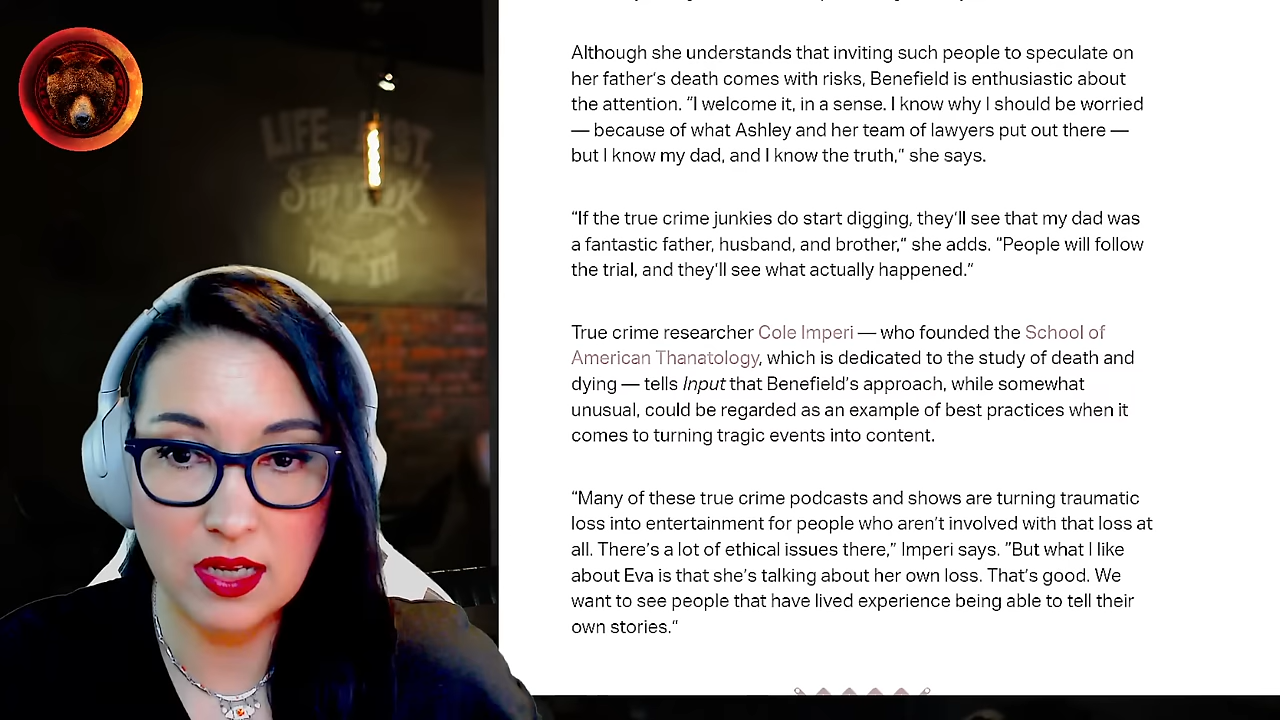 LIFE
Although she understands that inviting such people to speculate on
her father's death comes with risks, Benefield is enthusiastic about
the attention. “I welcome it, in a sense. I know why I should be worried
— because of what Ashley and her team of lawyers put out there —
but I know my dad, and I know the truth,” she says.
“If the true crime junkies do start digging, they’ll see that my dad was
a fantastic father, husband, and brother,” she adds. “People will follow
the trial, and they’ll see what actually happened.”
True crime researcher Cole Imperi — who founded the School of
American Thanatology, which is dedicated to the study of death and
dying — tells Input that Benefield’s approach, while somewhat
unusual, could be regarded as an example of best practices when it
comes to turning tragic events into content.
“Many of these true crime podcasts and shows are turning traumatic
loss into entertainment for people who aren’t involved with that loss at
all. There’s a lot of ethical issues there,” Imperi says. “But what I like
about Eva is that she’s talking about her own loss. That’s good. We
want to see people that have lived experience being able to tell their
own stories.”